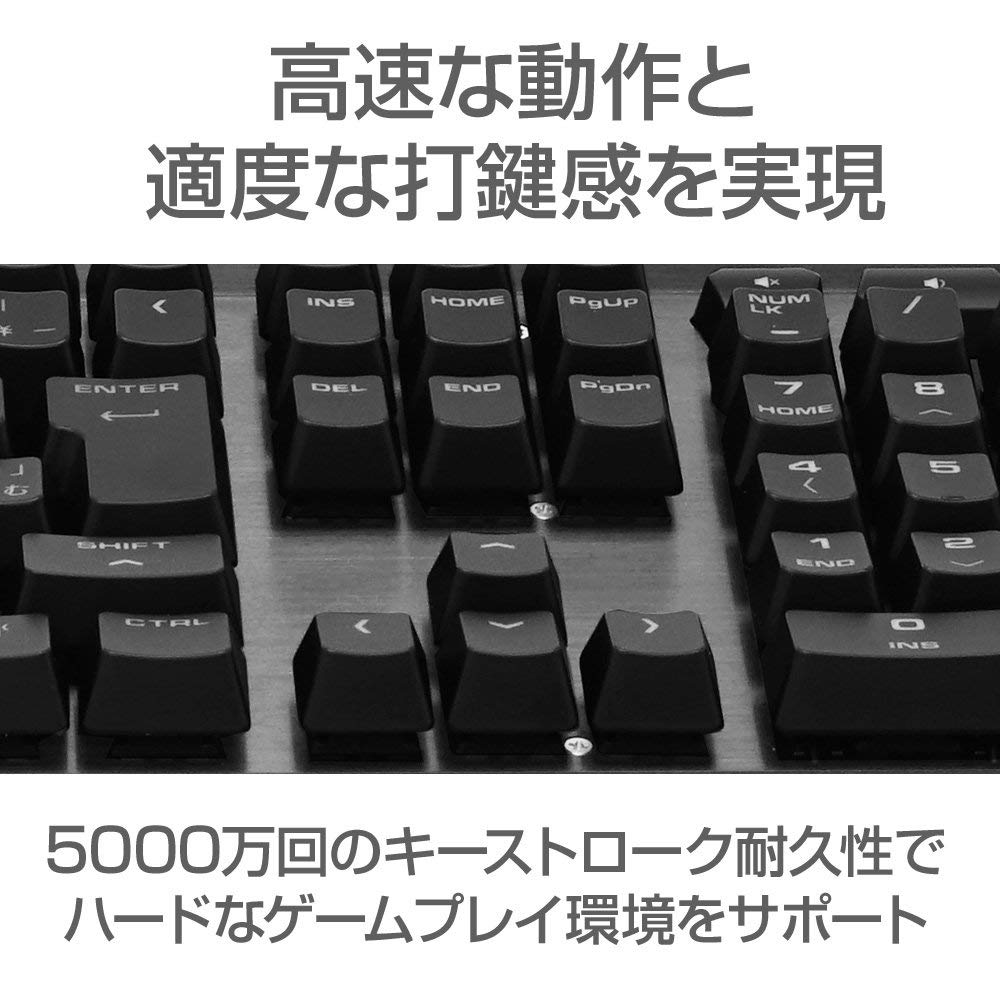 高速な動作と
適度な打鍵感を実現
INS HOME PgUp NUM LK /
¥
ENTER DEL END PgDn 7 HOME 8
む 4 5
SHIFT 1 END 2
CTRL 0 INS
5000万回のキーストローク耐久性で
ハードなゲームプレイ環境をサポート